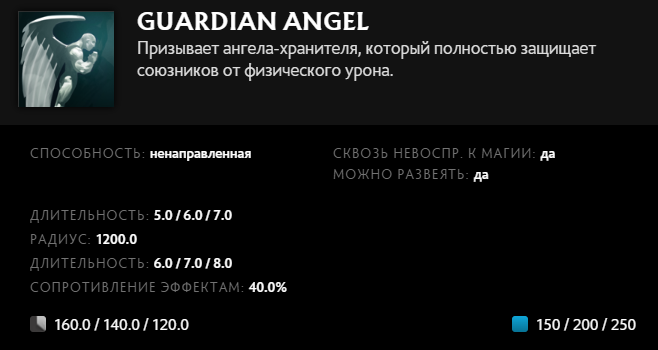 GUARDIAN ANGEL
Призывает ангела-хранителя, который полностью защищает
союзников от физического урона.
СПОСОБНОСТЬ: ненаправленная
СКВОЗЬ НЕВОСПР. К МАГИИ: да
МОЖНО РАЗВЕЯТЬ: да
ДЛИТЕЛЬНОСТЬ: 5.0 / 6.0 / 7.0
РАДИУС: 1200.0
ДЛИТЕЛЬНОСТЬ: 6.0 / 7.0 / 8.0
СОПРОТИВЛЕНИЕ ЭФФЕКТАМ: 40.0%
160.0 / 140.0 / 120.0
150 / 200 / 250